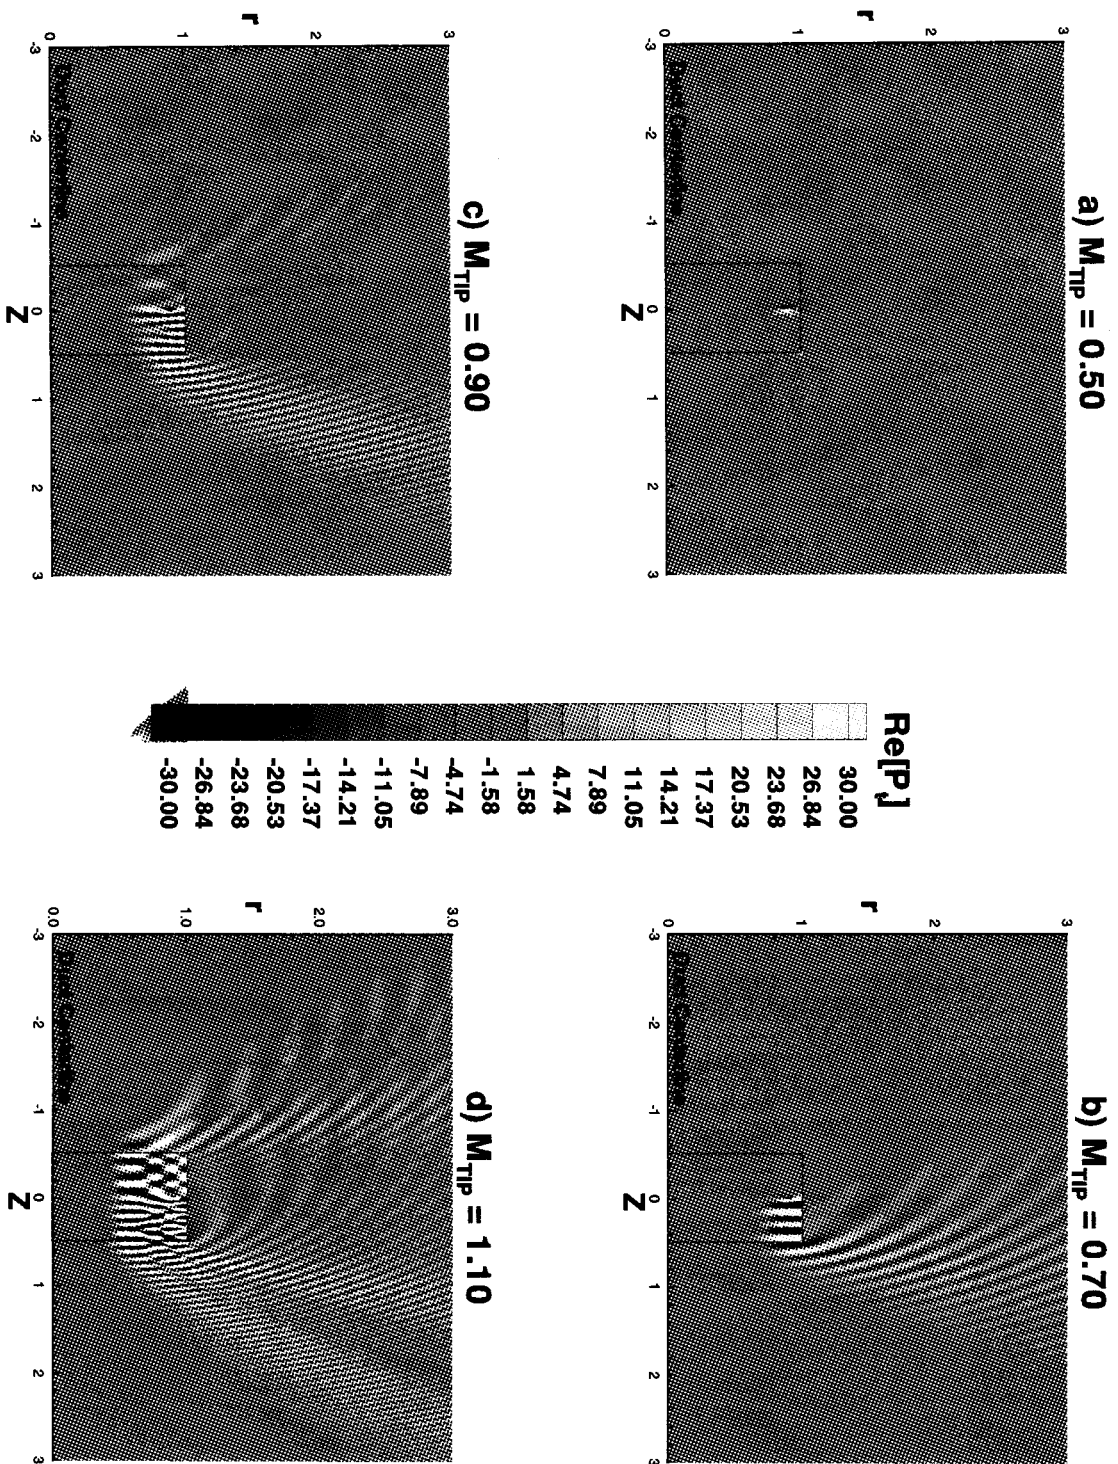 a) M_TIP = 0.50
3
2
r
1
0
Duct Centerline
-3 -2 -1 0 1 2 3
Z
b) M_TIP = 0.70
3
2
r
1
0
Duct Centerline
-3 -2 -1 0 1 2 3
Z
30.00
26.84
23.68
20.53
17.37
14.21
11.05
7.89
4.74
1.58
-1.58
-4.74
-7.89
-11.05
-14.21
-17.37
-20.53
-23.68
-26.84
-30.00
c) M_TIP = 0.90
3
2
r
1
0
Duct Centerline
-3 -2 -1 0 1 2 3
Z
d) M_TIP = 1.10
3.0
2.0
r
1.0
0.0
Duct Centerline
-3 -2 -1 0 1 2 3
Z